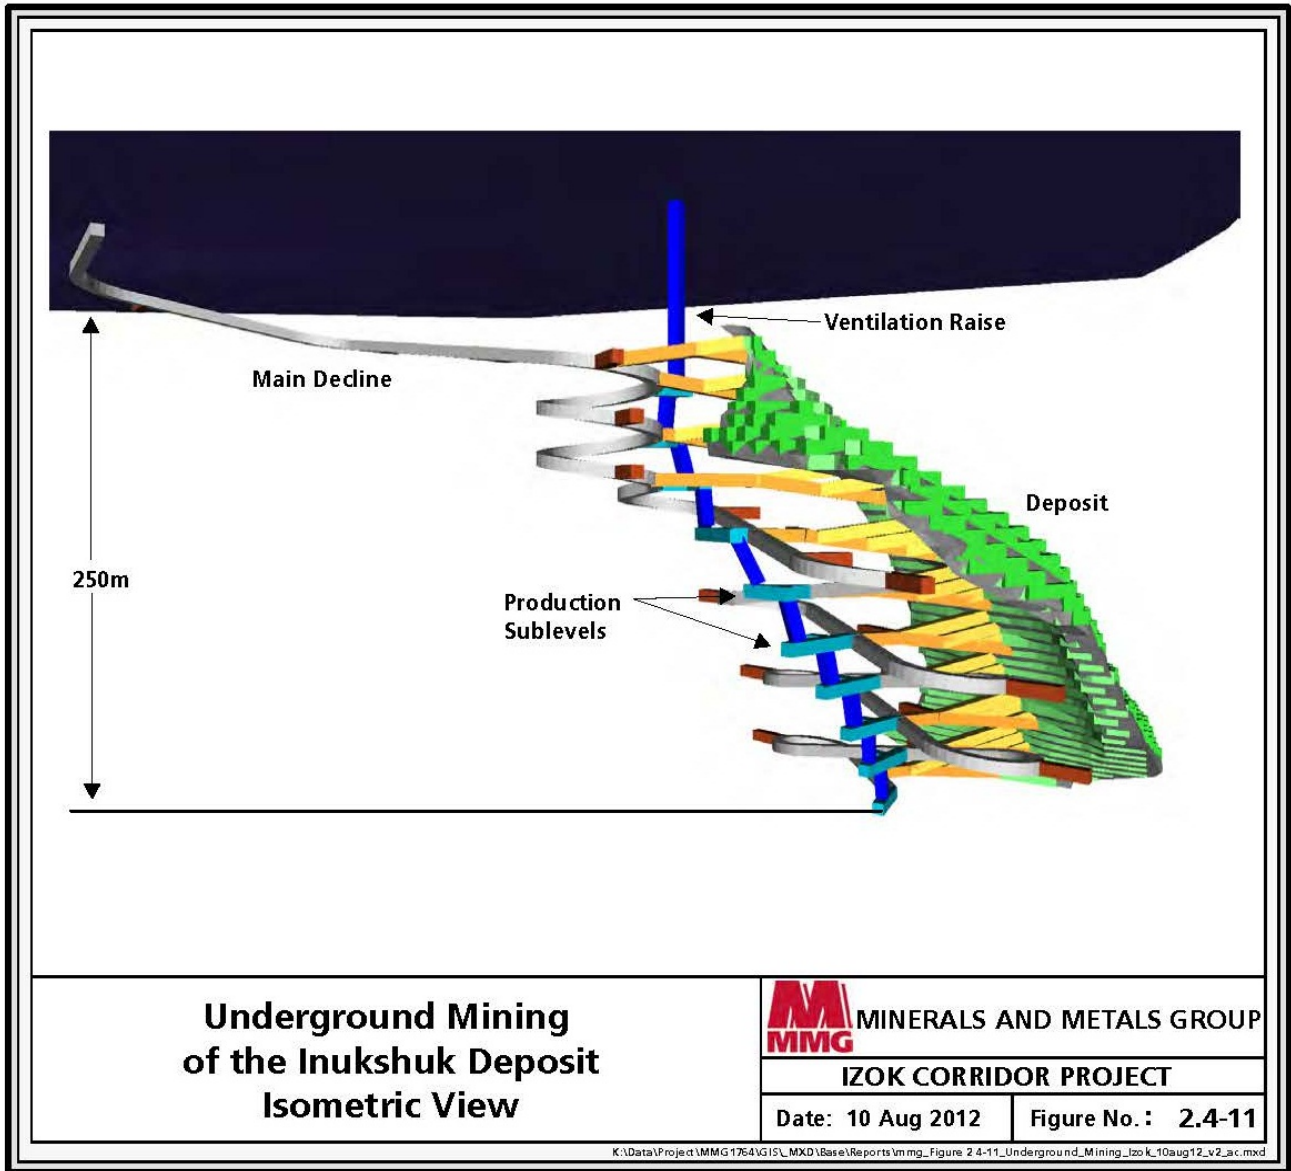 Ventilation Raise
Main Decline
Deposit
250m
Production
Sublevels
Underground Mining
of the Inukshuk Deposit
Isometric View
MMG
MINERALS AND METALS GROUP
IZOK CORRIDOR PROJECT
Date: 10 Aug 2012
Figure No. : 2.4-11
K:\Data\Project\MMG1764\GIS\_MXD\Base\Reports\mmg_Figure 2 4-11_Underground_Mining_Izok_10aug12_v2_ac.mxd